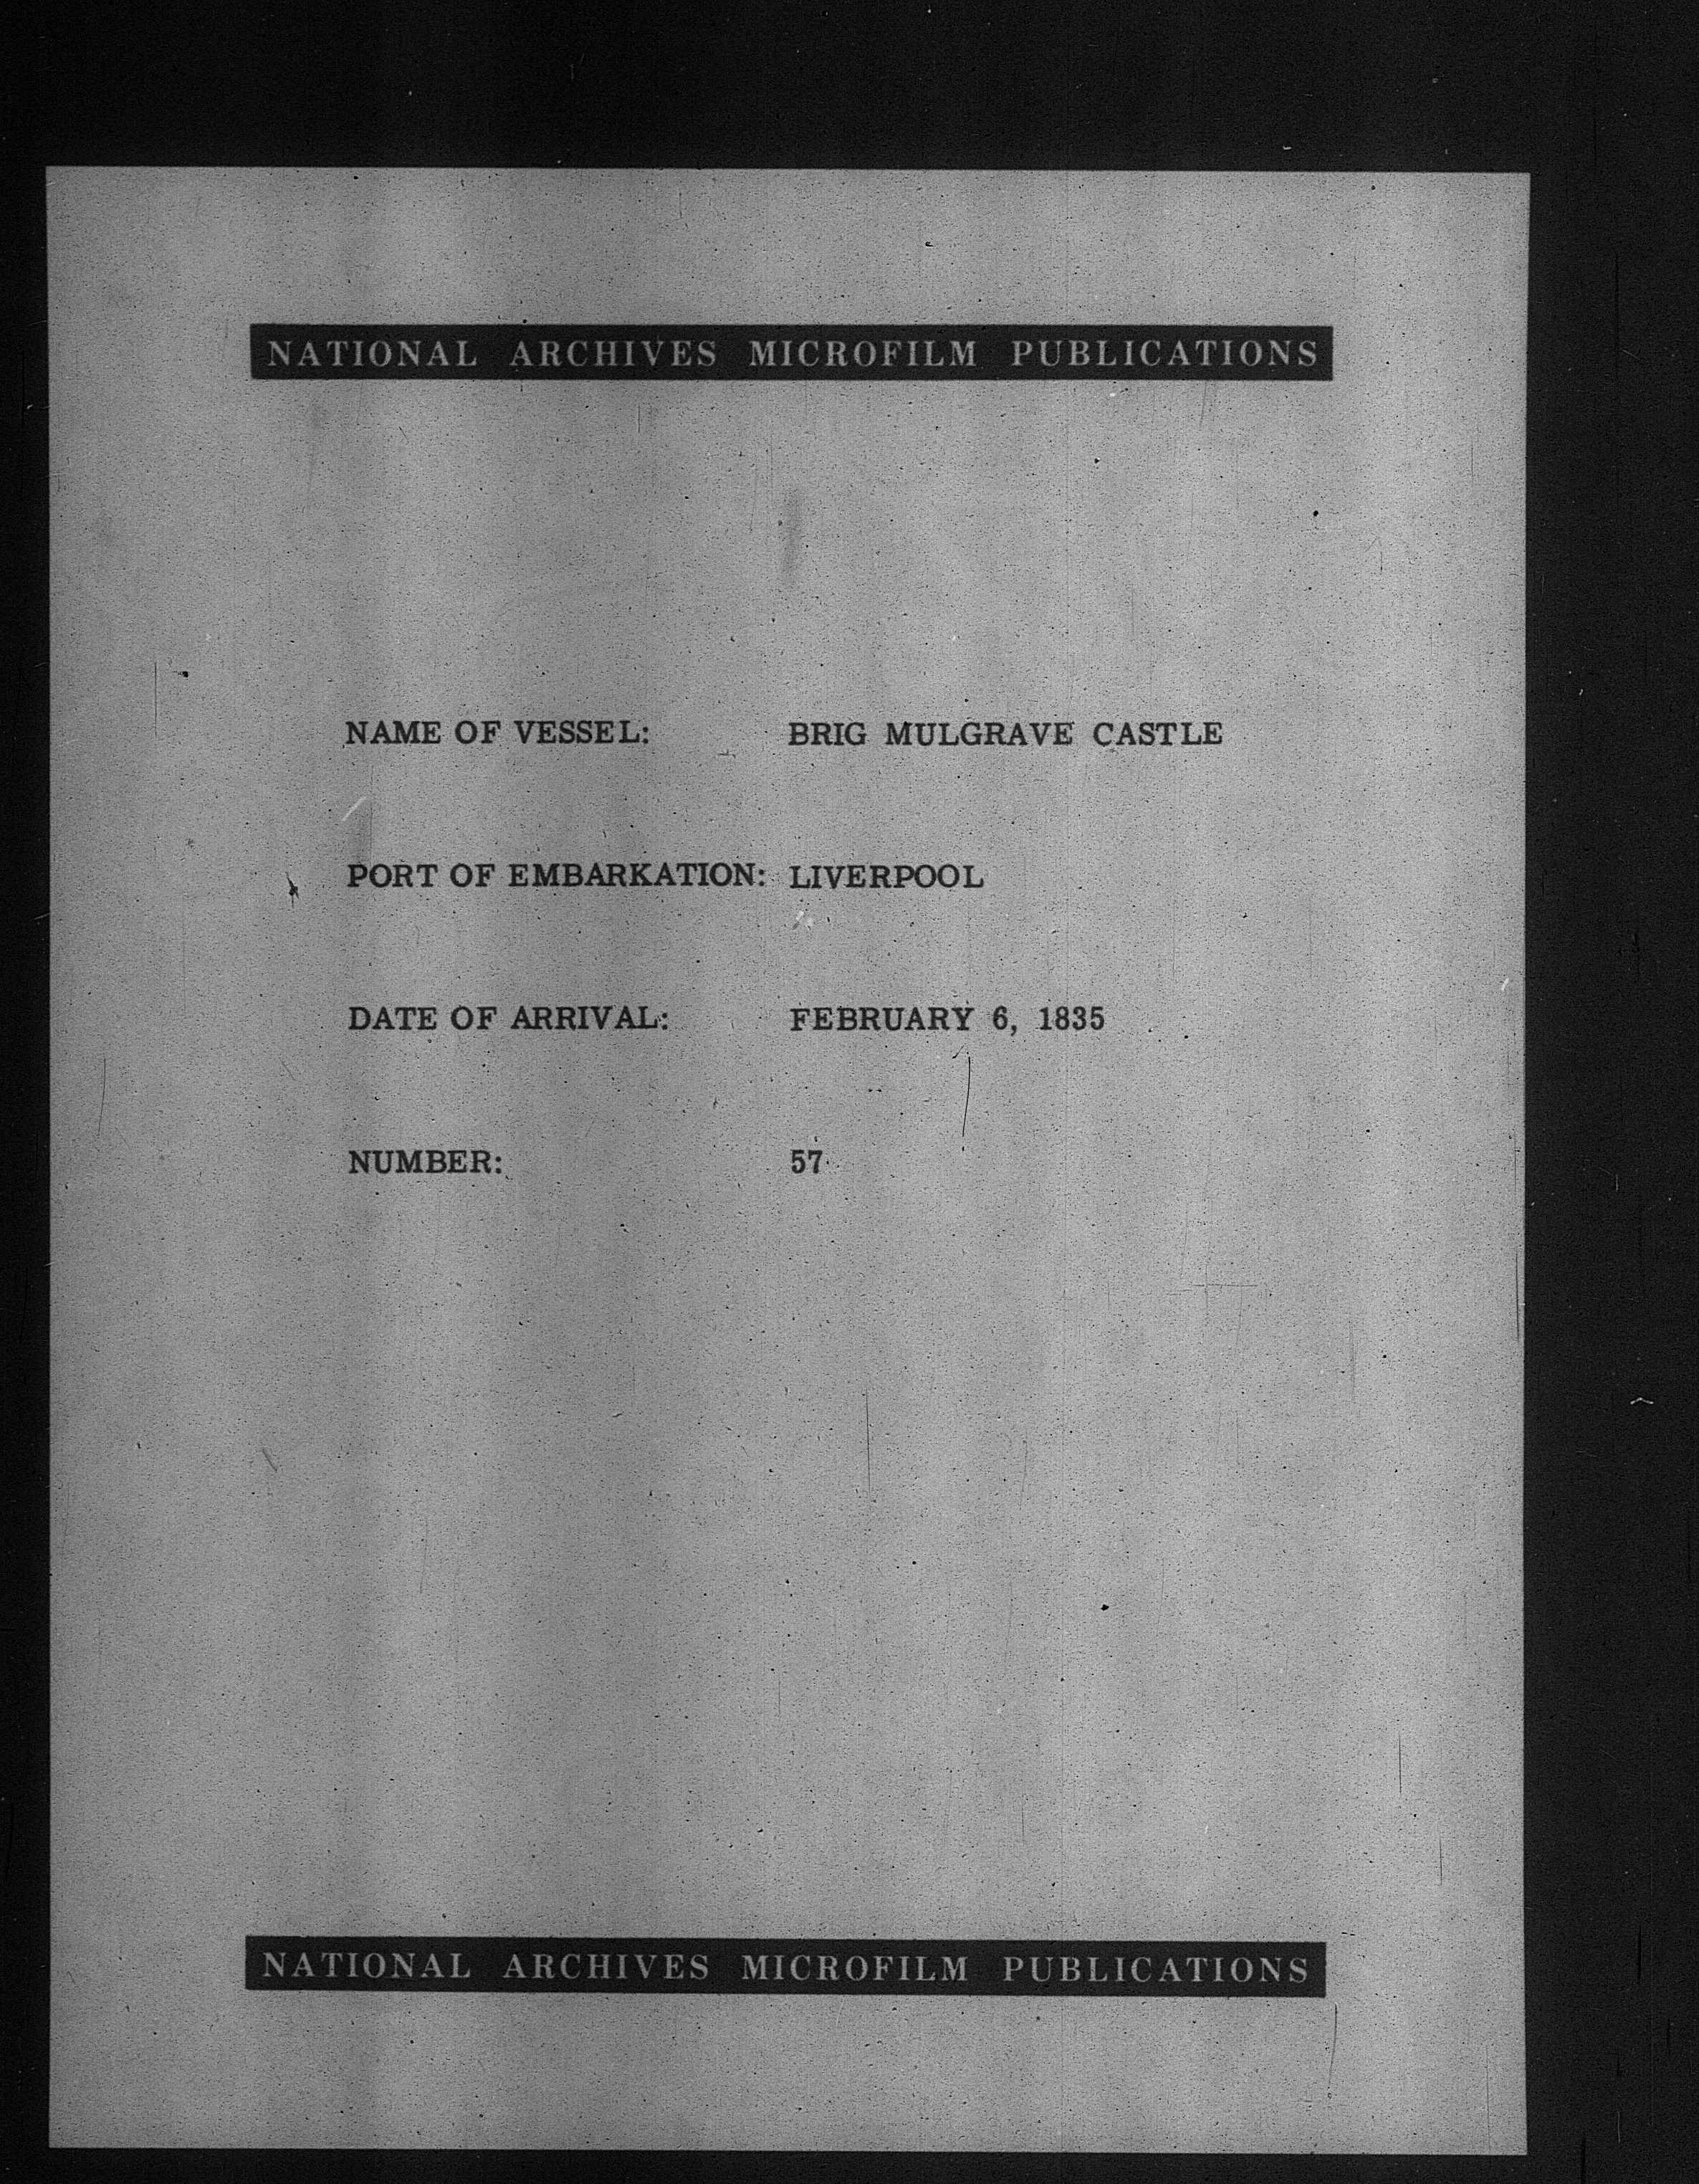 NATIONAL ARCHIVES MICROFILM PUBLICATIONS
NAME OF VESSEL: BRIG MULGRAVE CASTLE
PORT OF EMBARKATION: LIVERPOOL
DATE OF ARRIVAL: FEBRUARY 6, 1835
NUMBER: 57
NATIONAL ARCHIVES MICROFILM PUBLICATIONS